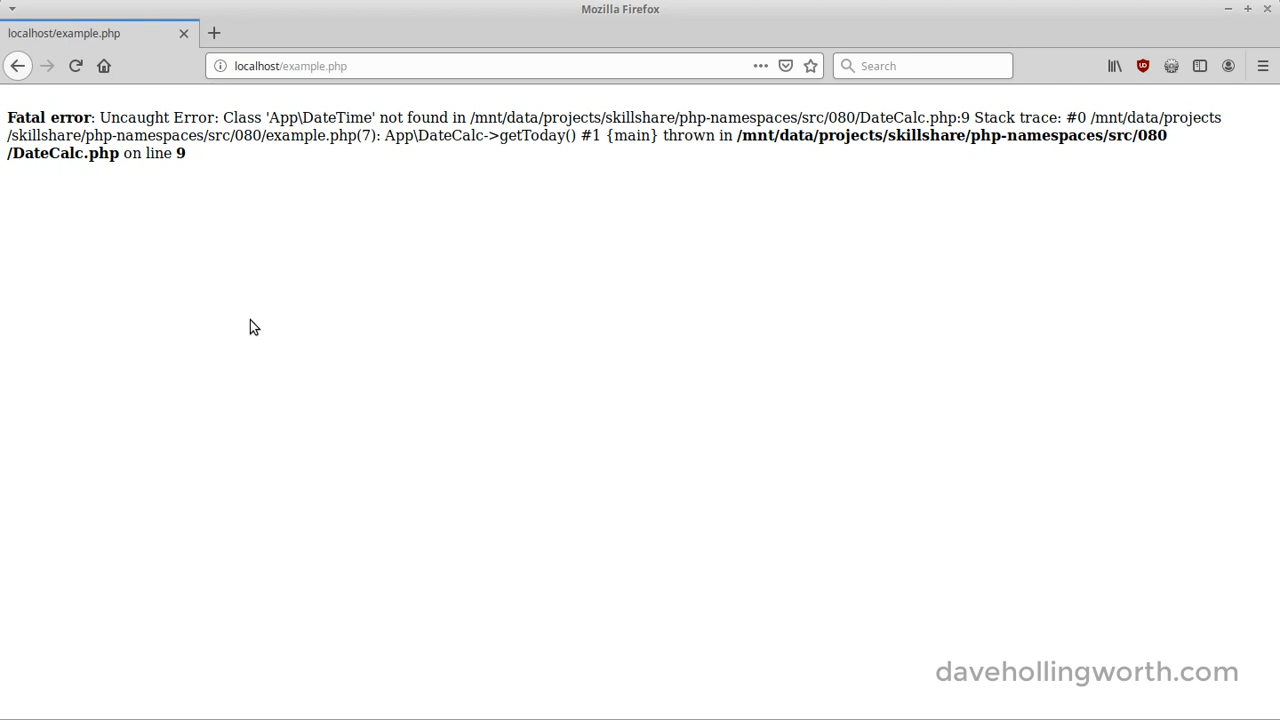 Mozilla Firefox
localhost/example.php
localhost/example.php
Search
Fatal error: Uncaught Error: Class 'App\DateTime' not found in /mnt/data/projects/skillshare/php-namespaces/src/080/DateCalc.php:9 Stack trace: #0 /mnt/data/projects
/skillshare/php-namespaces/src/080/example.php(7): App\DateCalc->getToday() #1 {main} thrown in /mnt/data/projects/skillshare/php-namespaces/src/080
/DateCalc.php on line 9
davehollingworth.com